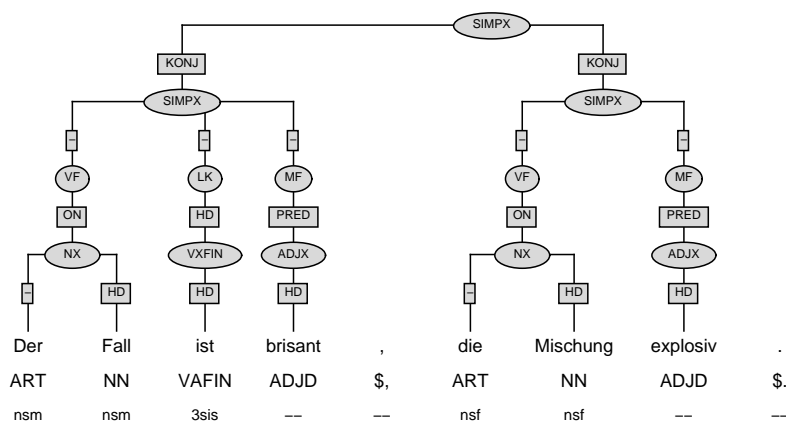 SIMPX
KONJ KONJ
SIMPX SIMPX
– – – – –
VF LK MF VF MF
ON HD PRED ON PRED
NX VXFIN ADJX NX ADJX
– HD HD HD – HD HD
Der Fall ist brisant , die Mischung explosiv .
ART NN VAFIN ADJD $, ART NN ADJD $.
nsm nsm 3sis –– –– nsf nsf –– ––